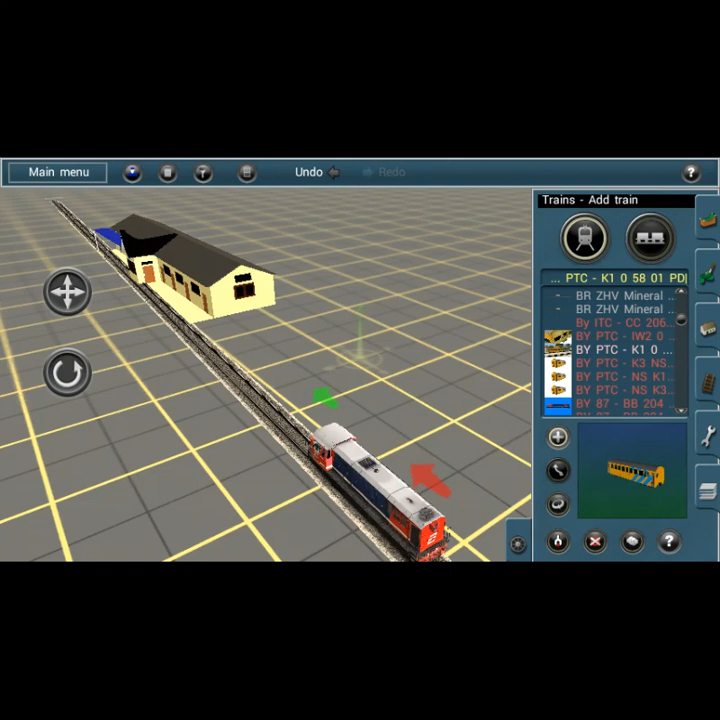 Main menu
Undo
Redo
?
Trains - Add train
... PTC - K1 0 58 01 PDI
BR ZHV Mineral ...
BR ZHV Mineral ...
By ITC - CC 206...
BY PTC - IW2 0 ...
BY PTC - K1 0 ...
BY PTC - K3 NS...
BY PTC - NS K1...
BY PTC - NS K3...
BY 87 - BB 204 ...
?